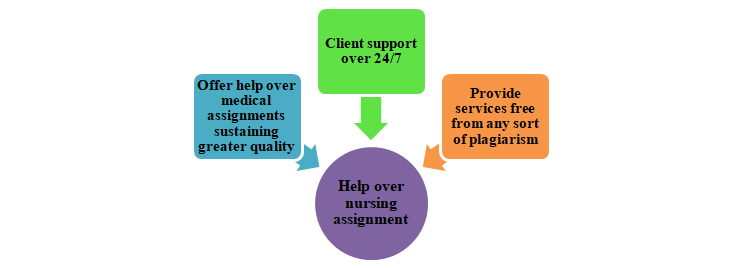 Client support
over 24/7
Offer help over
medical
assignments
sustaining
greater quality
Provide
services free
from any sort
of plagiarism
Help over
nursing
assignment